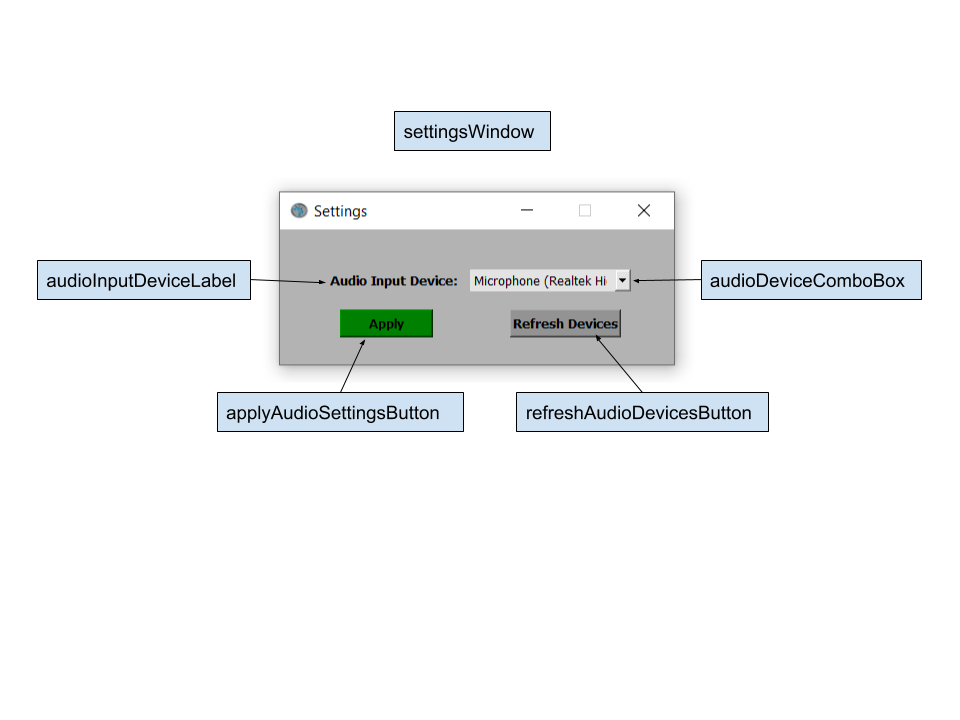 settingsWindow
Settings
audioInputDeviceLabel
Audio Input Device:
Microphone (Realtek Hi
audioDeviceComboBox
Apply
Refresh Devices
applyAudioSettingsButton
refreshAudioDevicesButton